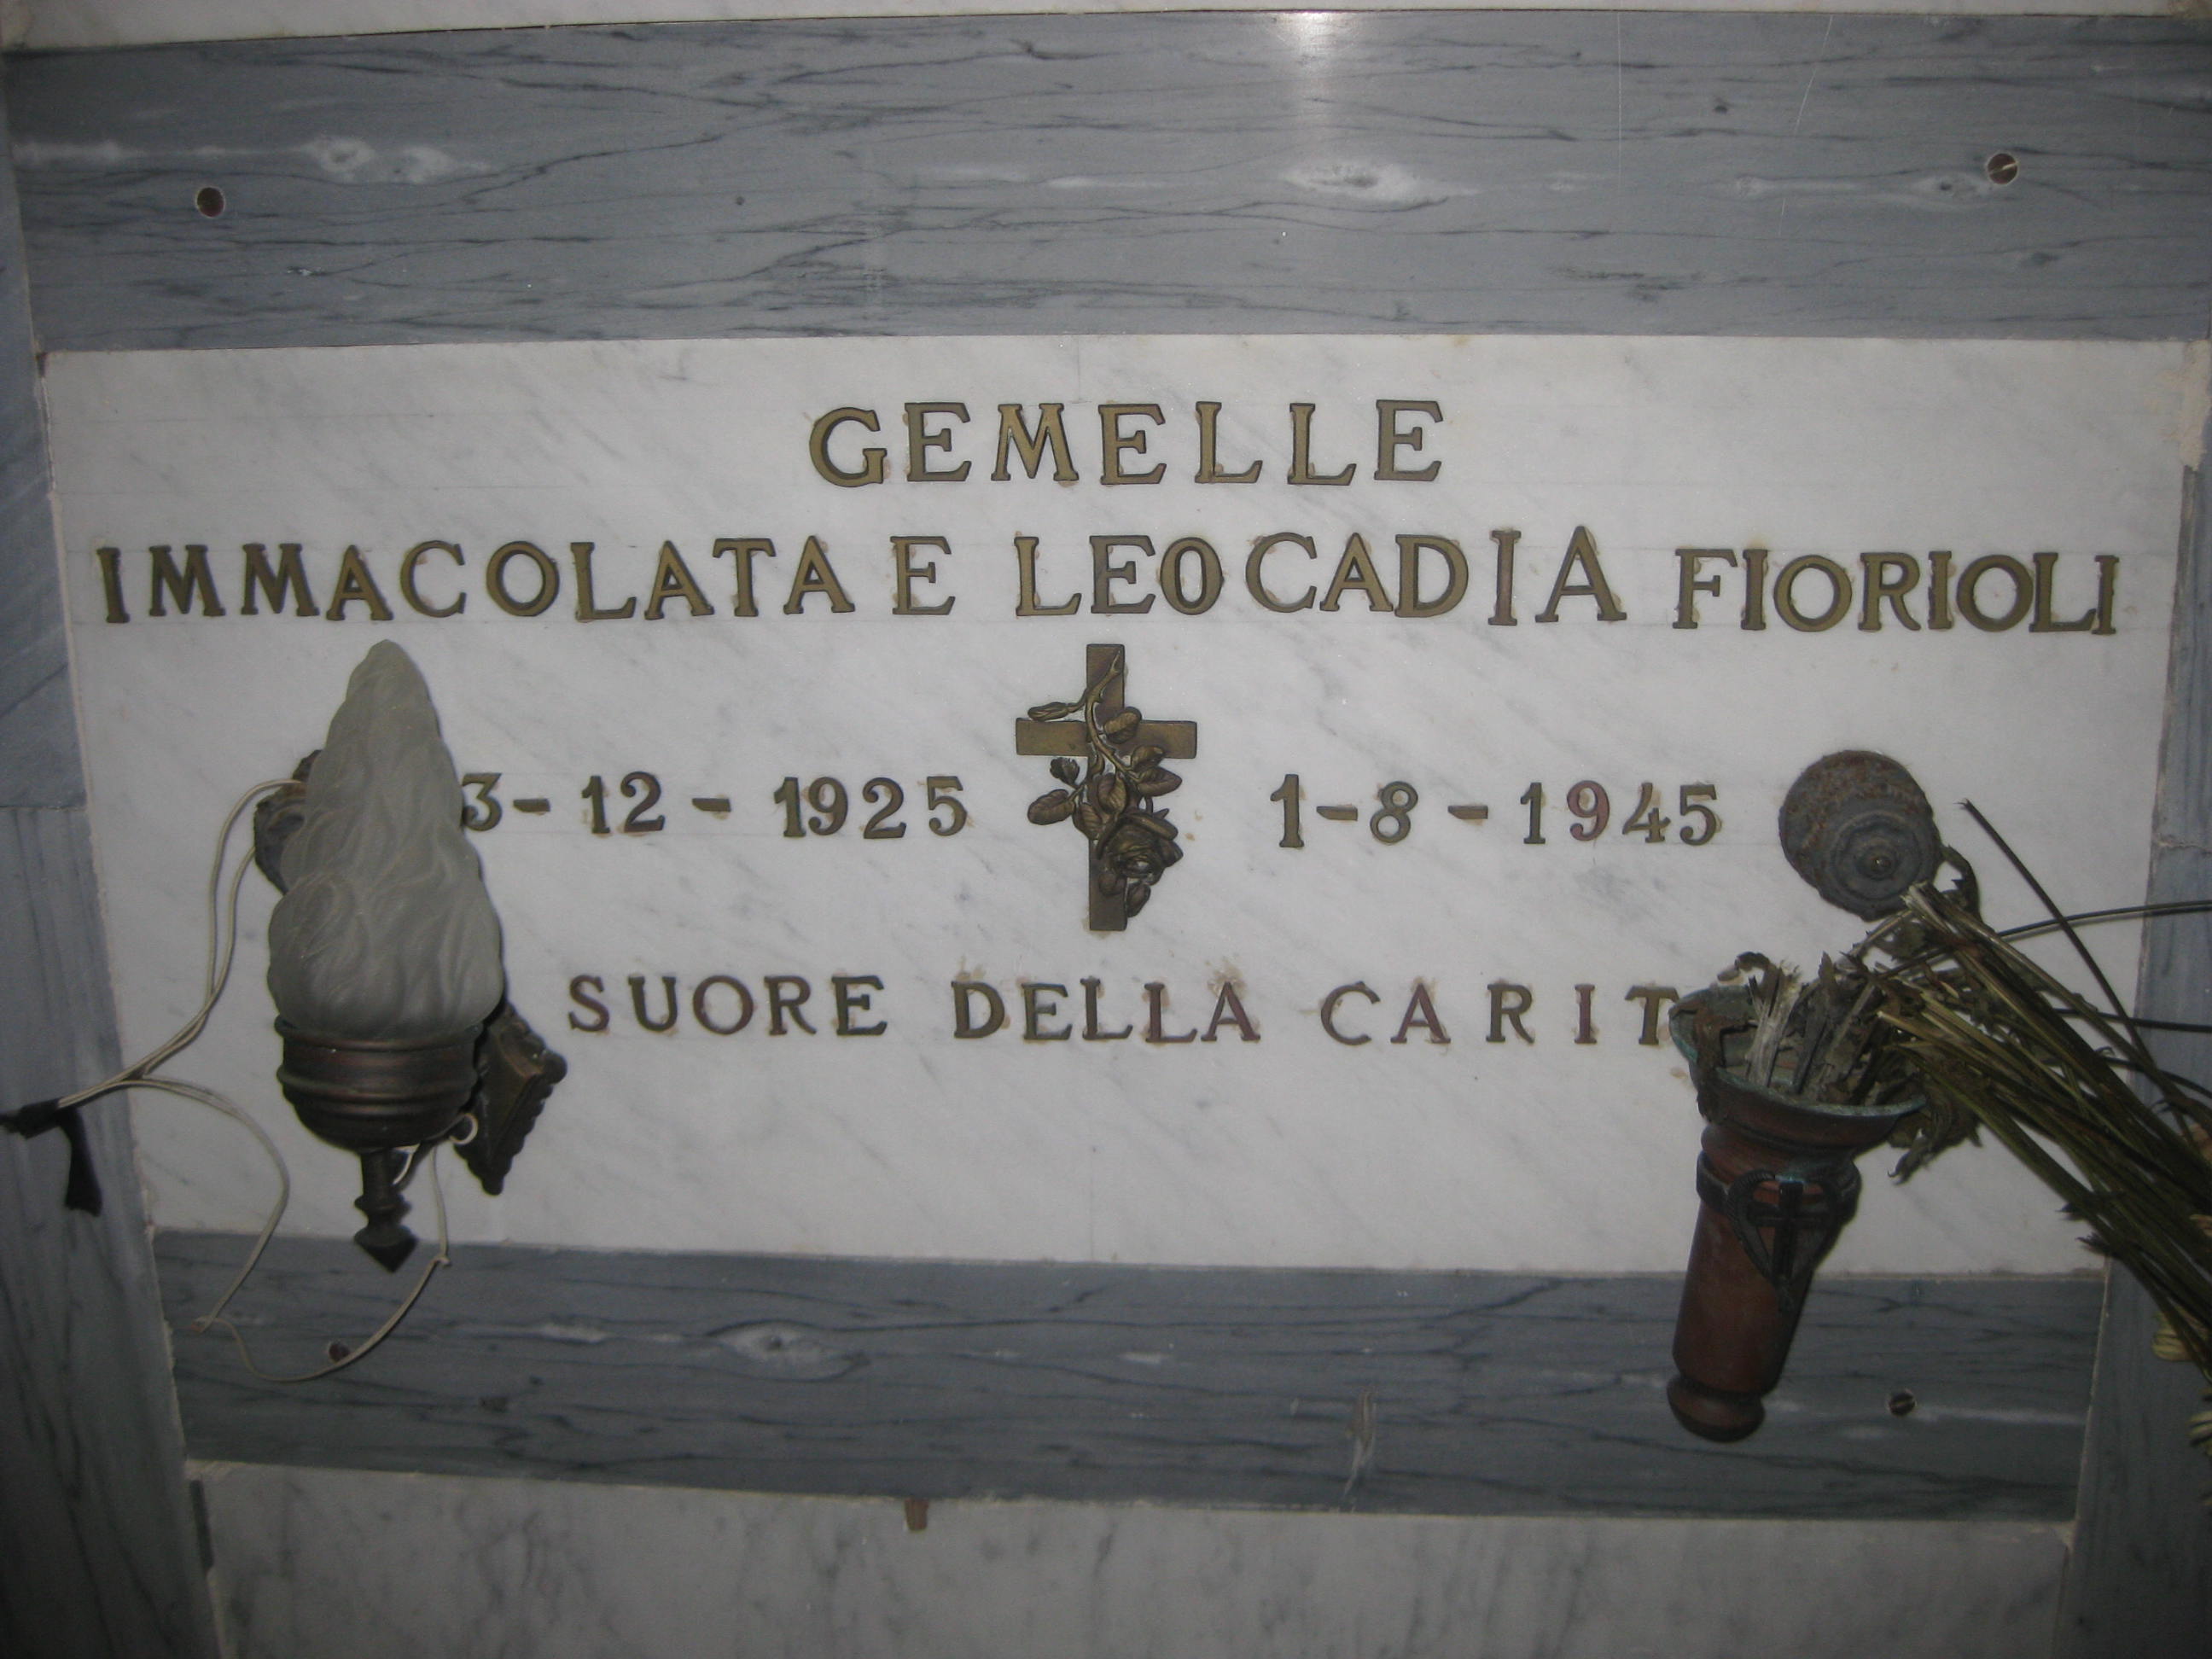 GEMELLE
IMMACOLATA E LEOCADIA FIORIOLI
3-12-1925 1-8-1945
SUORE DELLA CARIT